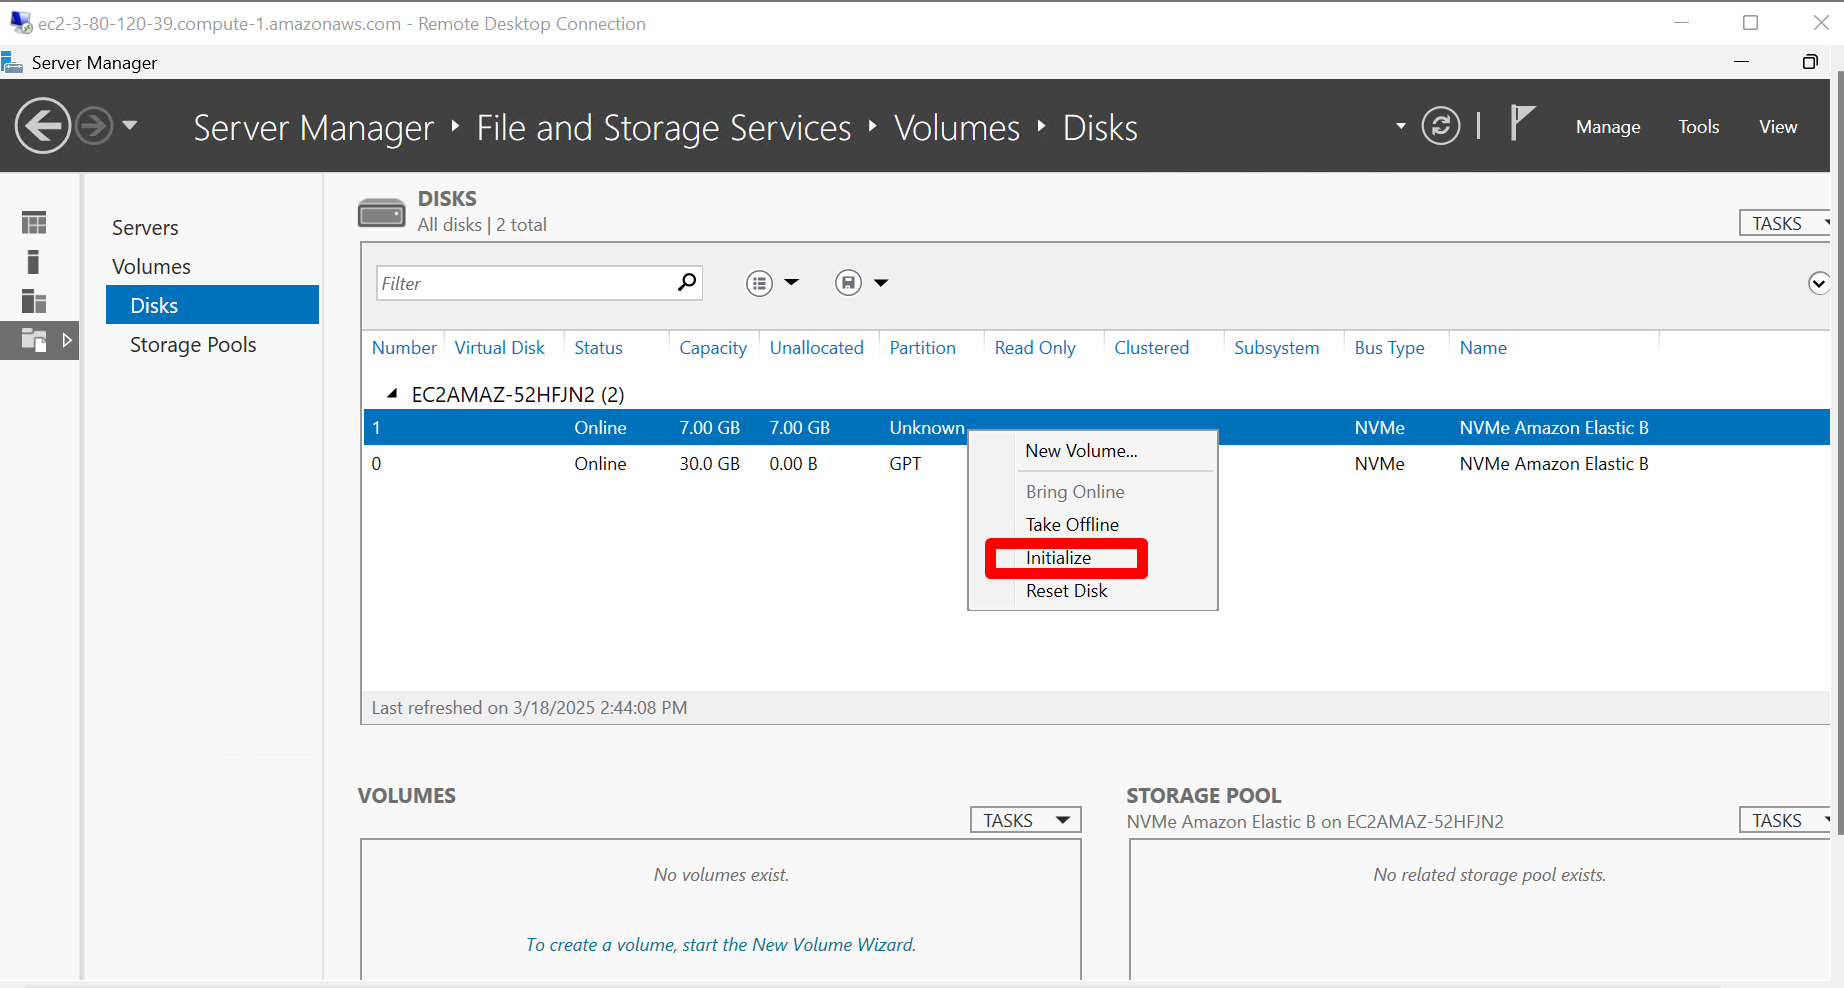 ec2-3-80-120-39.compute-1.amazonaws.com - Remote Desktop Connection
Server Manager
Server Manager ‣ File and Storage Services ‣ Volumes ‣ Disks
Manage Tools View
Servers
Volumes
Disks
Storage Pools
DISKS
All disks | 2 total
TASKS
Filter
Number Virtual Disk Status Capacity Unallocated Partition Read Only Clustered Subsystem Bus Type Name
EC2AMAZ-52HFJN2 (2)
1 Online 7.00 GB 7.00 GB Unknown NVMe NVMe Amazon Elastic B
0 Online 30.0 GB 0.00 B GPT NVMe NVMe Amazon Elastic B
New Volume...
Bring Online
Take Offline
Initialize
Reset Disk
Last refreshed on 3/18/2025 2:44:08 PM
VOLUMES
TASKS
No volumes exist.
To create a volume, start the New Volume Wizard.
STORAGE POOL
NVMe Amazon Elastic B on EC2AMAZ-52HFJN2
TASKS
No related storage pool exists.